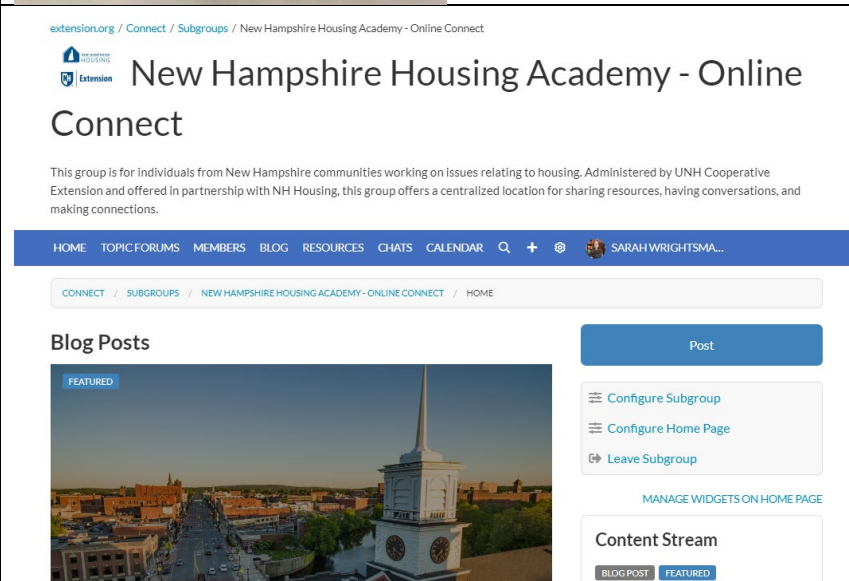 extension.org / Connect / Subgroups / New Hampshire Housing Academy - Online Connect
NEW HAMPSHIRE
HOUSING
Extension
New Hampshire Housing Academy - Online
Connect
This group is for individuals from New Hampshire communities working on issues relating to housing. Administered by UNH Cooperative
Extension and offered in partnership with NH Housing, this group offers a centralized location for sharing resources, having conversations, and
making connections.
HOME TOPIC FORUMS MEMBERS BLOG RESOURCES CHATS CALENDAR SARAH WRIGHTSMA...
CONNECT / SUBGROUPS / NEW HAMPSHIRE HOUSING ACADEMY - ONLINE CONNECT / HOME
Blog Posts
FEATURED
Post
Configure Subgroup
Configure Home Page
Leave Subgroup
MANAGE WIDGETS ON HOME PAGE
Content Stream
BLOG POST FEATURED